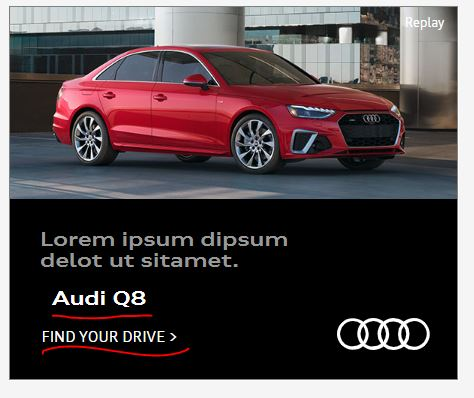 Replay
Lorem ipsum dipsum
delot ut sitamet.
Audi Q8
FIND YOUR DRIVE >